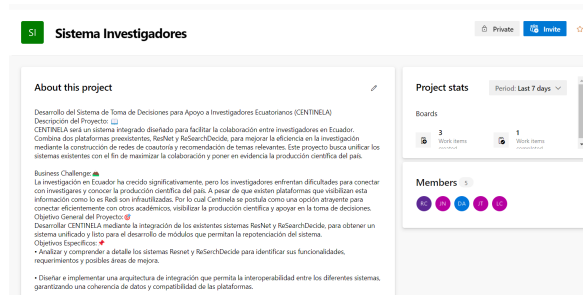 SI
Sistema Investigadores
Private
Invite
About this project
Desarrollo del Sistema de Toma de Decisiones para Apoyo a Investigadores Ecuatorianos (CENTINELA)
Descripción del Proyecto: 📖
CENTINELA será un sistema integrado diseñado para facilitar la colaboración entre investigadores en Ecuador.
Combina dos plataformas preexistentes, ResNet y ReSearchDecide, para mejorar la eficiencia en la investigación
mediante la construcción de redes de coautoría y recomendación de temas relevantes. Este proyecto busca unificar los
sistemas existentes con el fin de maximizar la colaboración y poner en evidencia la producción científica del país.
Business Challenge:
La investigación en Ecuador ha crecido significativamente, pero los investigadores enfrentan dificultades para conectar
con investigares y conocer la producción científica del país. A pesar de que existen plataformas que visibilizan esta
información como lo es Redi son infrautilizadas. Por lo cual Centinela se postula como una opción atrayente para
conectar eficientemente con otros académicos, visibilizar la producción científica y apoyar en la toma de decisiones.
Objetivo General del Proyecto:🎯
Desarrollar CENTINELA mediante la integración de los existentes sistemas ResNet y ReSerchDecide, para obtener un
sistema unificado y listo para el desarrollo de módulos que permitan la repotenciación del sistema.
Objetivos Específicos: 📌
• Analizar y comprender a detalle los sistemas Resnet y ReSerchDecide para identificar sus funcionalidades,
requerimientos y posibles áreas de mejora.
• Diseñar e implementar una arquitectura de integración que permita la interoperabilidad entre los diferentes sistemas,
garantizando una coherencia de datos y compatibilidad de las plataformas.
Project stats
Period: Last 7 days
Boards
3
Work items
1
Work items
Members 5
RC JN DA JT LC